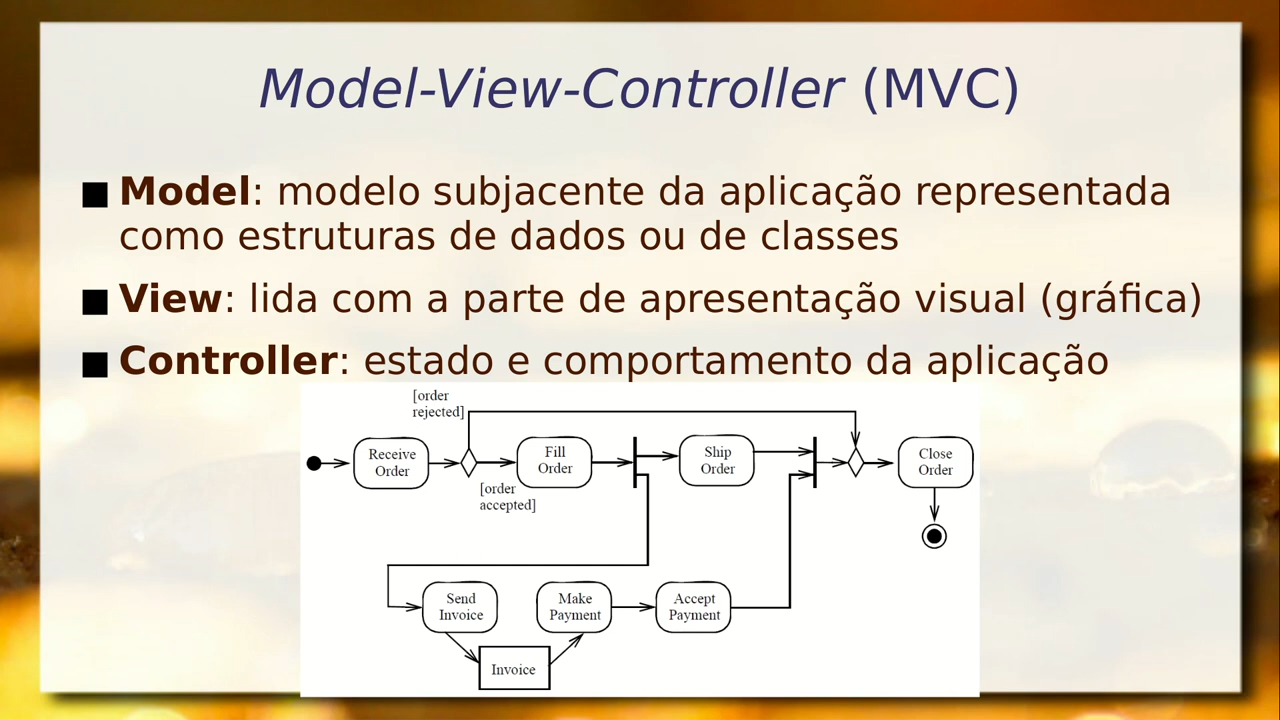 Model-View-Controller (MVC)
■ Model: modelo subjacente da aplicação representada
como estruturas de dados ou de classes
■ View: lida com a parte de apresentação visual (gráfica)
■ Controller: estado e comportamento da aplicação
[order
rejected]
Receive
Order
Fill
Order
Ship
Order
Close
Order
[order
accepted]
Send
Invoice
Make
Payment
Accept
Payment
Invoice